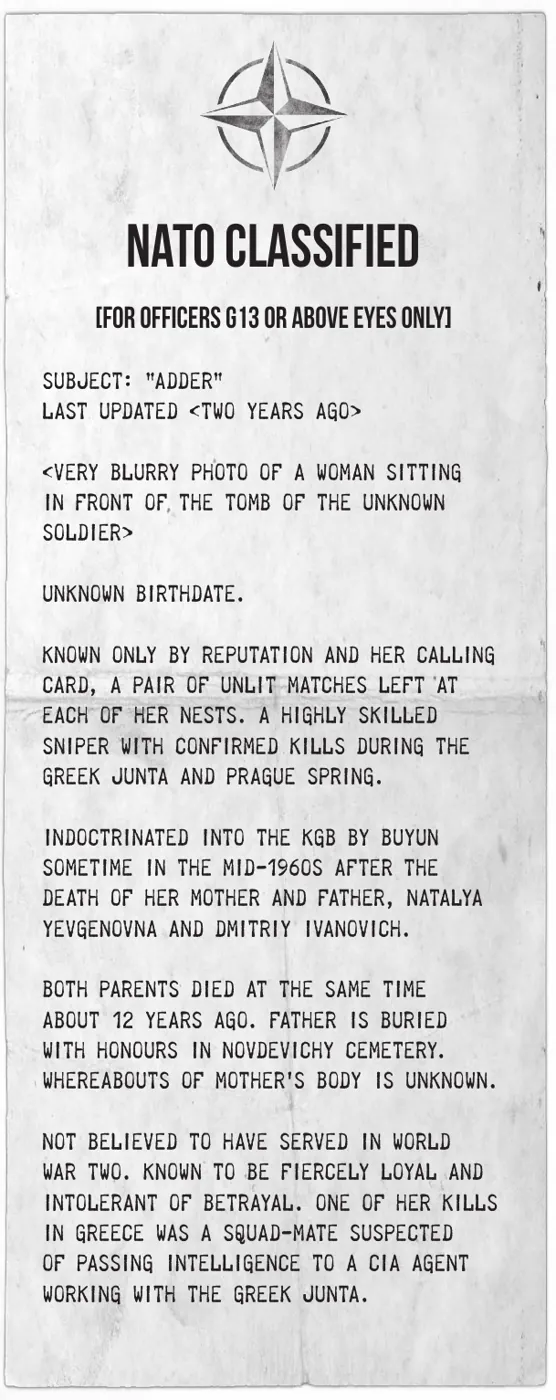 NATO CLASSIFIED
[FOR OFFICERS G13 OR ABOVE EYES ONLY]
SUBJECT: "ADDER"
LAST UPDATED <TWO YEARS AGO>
<VERY BLURRY PHOTO OF A WOMAN SITTING
IN FRONT OF THE TOMB OF THE UNKNOWN
SOLDIER>
UNKNOWN BIRTHDATE.
KNOWN ONLY BY REPUTATION AND HER CALLING
CARD, A PAIR OF UNLIT MATCHES LEFT AT
EACH OF HER NESTS. A HIGHLY SKILLED
SNIPER WITH CONFIRMED KILLS DURING THE
GREEK JUNTA AND PRAGUE SPRING.
INDOCTRINATED INTO THE KGB BY BUYUN
SOMETIME IN THE MID-1960S AFTER THE
DEATH OF HER MOTHER AND FATHER, NATALYA
YEVGENOVNA AND DMITRIY IVANOVICH.
BOTH PARENTS DIED AT THE SAME TIME
ABOUT 12 YEARS AGO. FATHER IS BURIED
WITH HONOURS IN NOVDEVICHY CEMETERY.
WHEREABOUTS OF MOTHER'S BODY IS UNKNOWN.
NOT BELIEVED TO HAVE SERVED IN WORLD
WAR TWO. KNOWN TO BE FIERCELY LOYAL AND
INTOLERANT OF BETRAYAL. ONE OF HER KILLS
IN GREECE WAS A SQUAD-MATE SUSPECTED
OF PASSING INTELLIGENCE TO A CIA AGENT
WORKING WITH THE GREEK JUNTA.